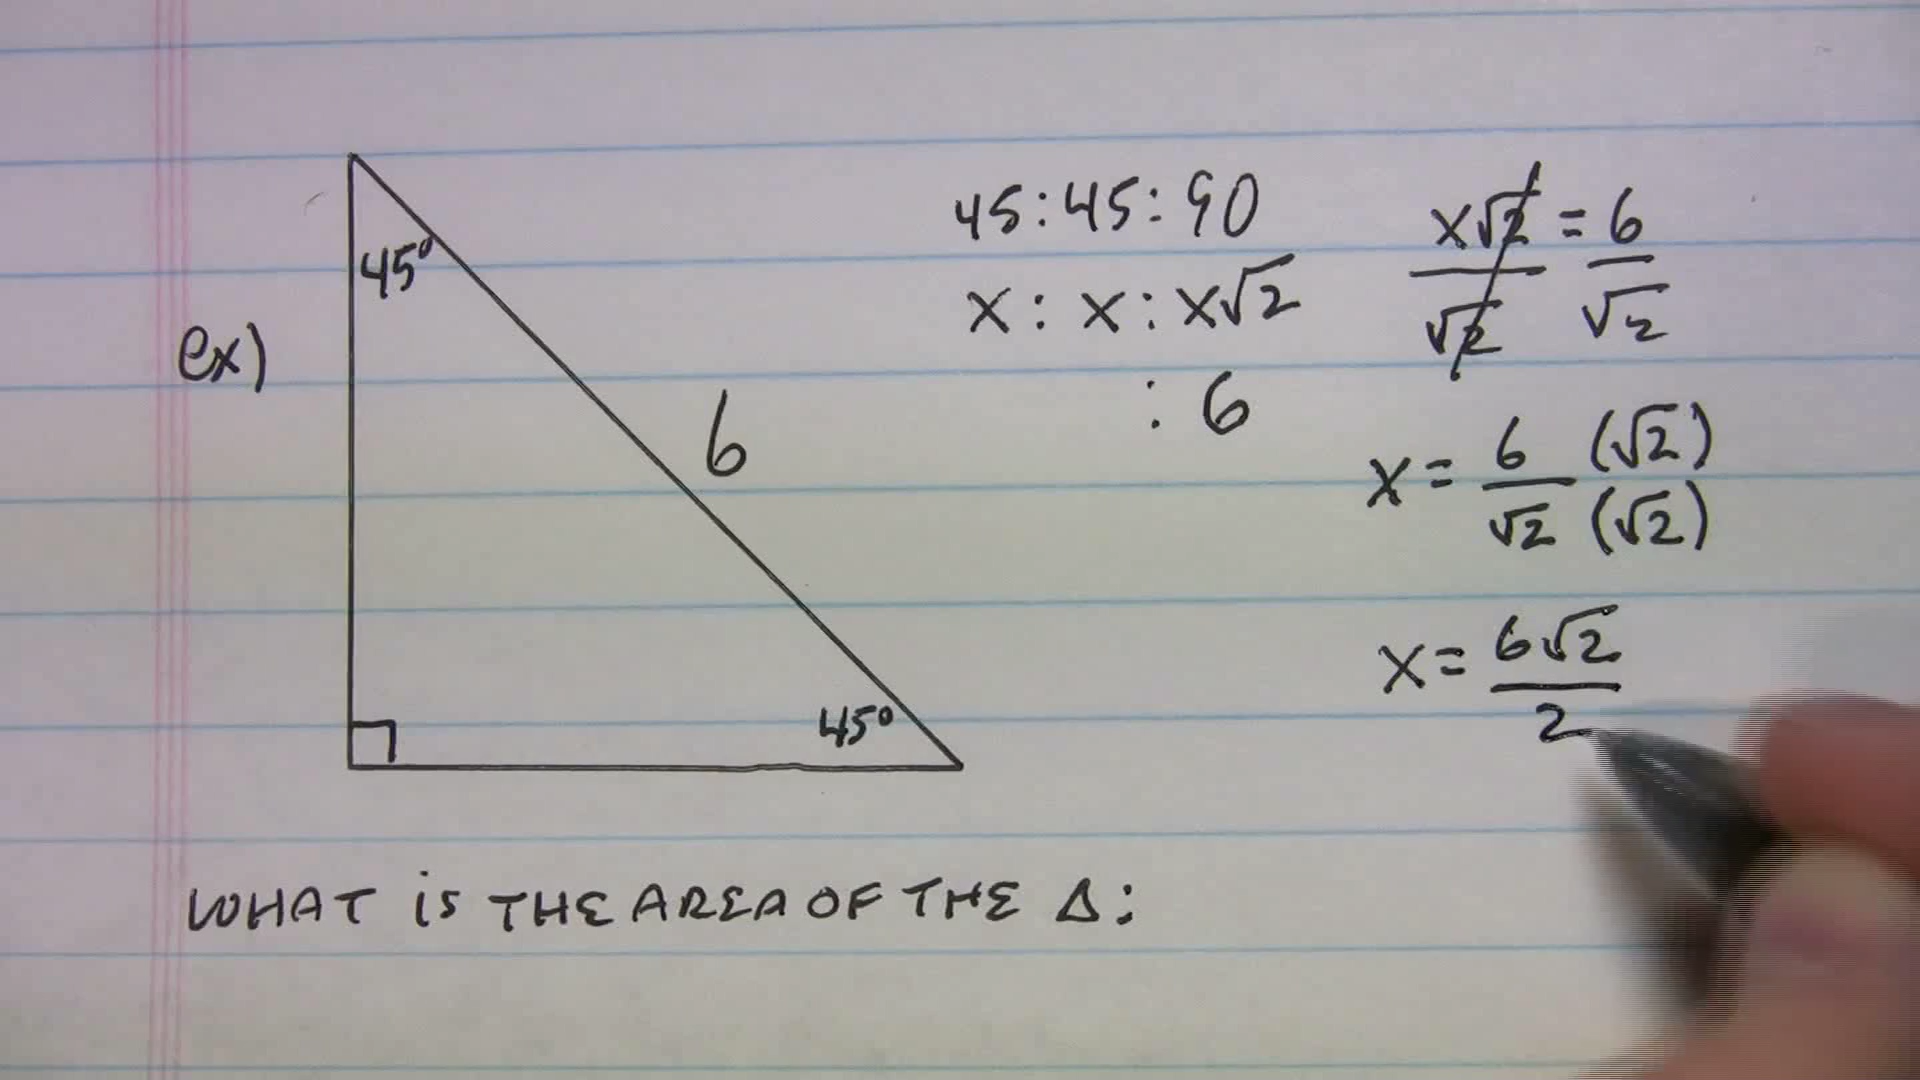 45°
ex)
6
45°
WHAT iS THE AREA OF THE Δ:
45:45:90
x : x : x√2
: 6
x√2 = 6
√2 √2
x = 6 (√2)
√2 (√2)
x = 6√2
2